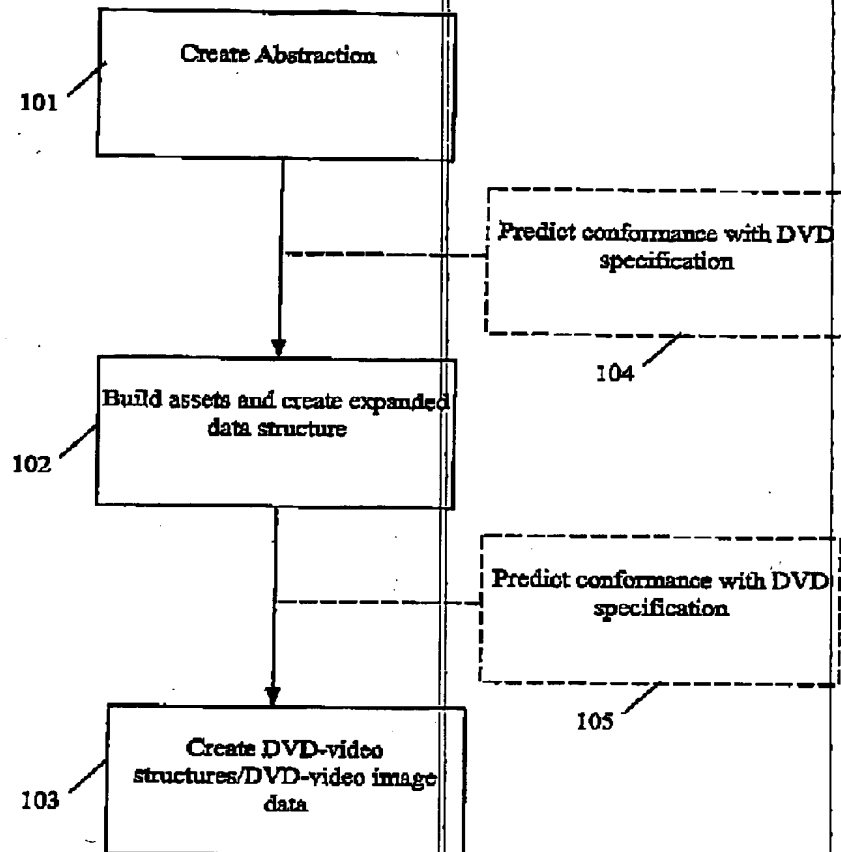 Create Abstraction
101
Predict conformance with DVD
specification
104
Build assets and create expanded
data structure
102
Predict conformance with DVD
specification
105
Create DVD-video
structures/DVD-video image
data
103